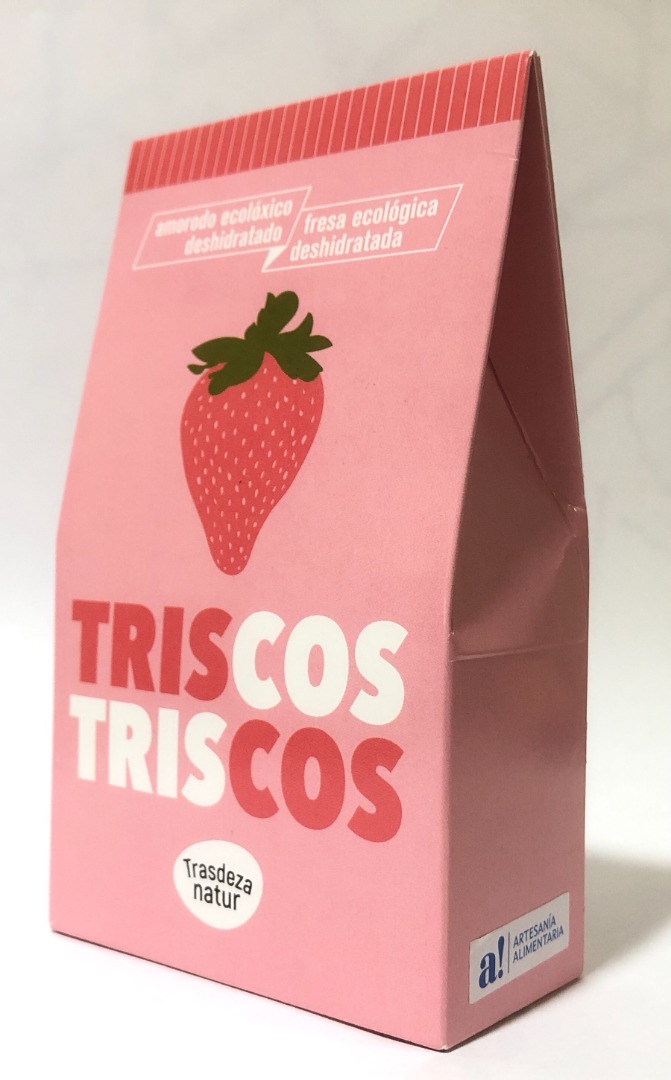 amorodo ecolóxico
deshidratado
fresa ecológica
deshidratada
TRISCOS
TRISCOS
Trasdeza
natur
a!
ARTESANÍA
ALIMENTARIA